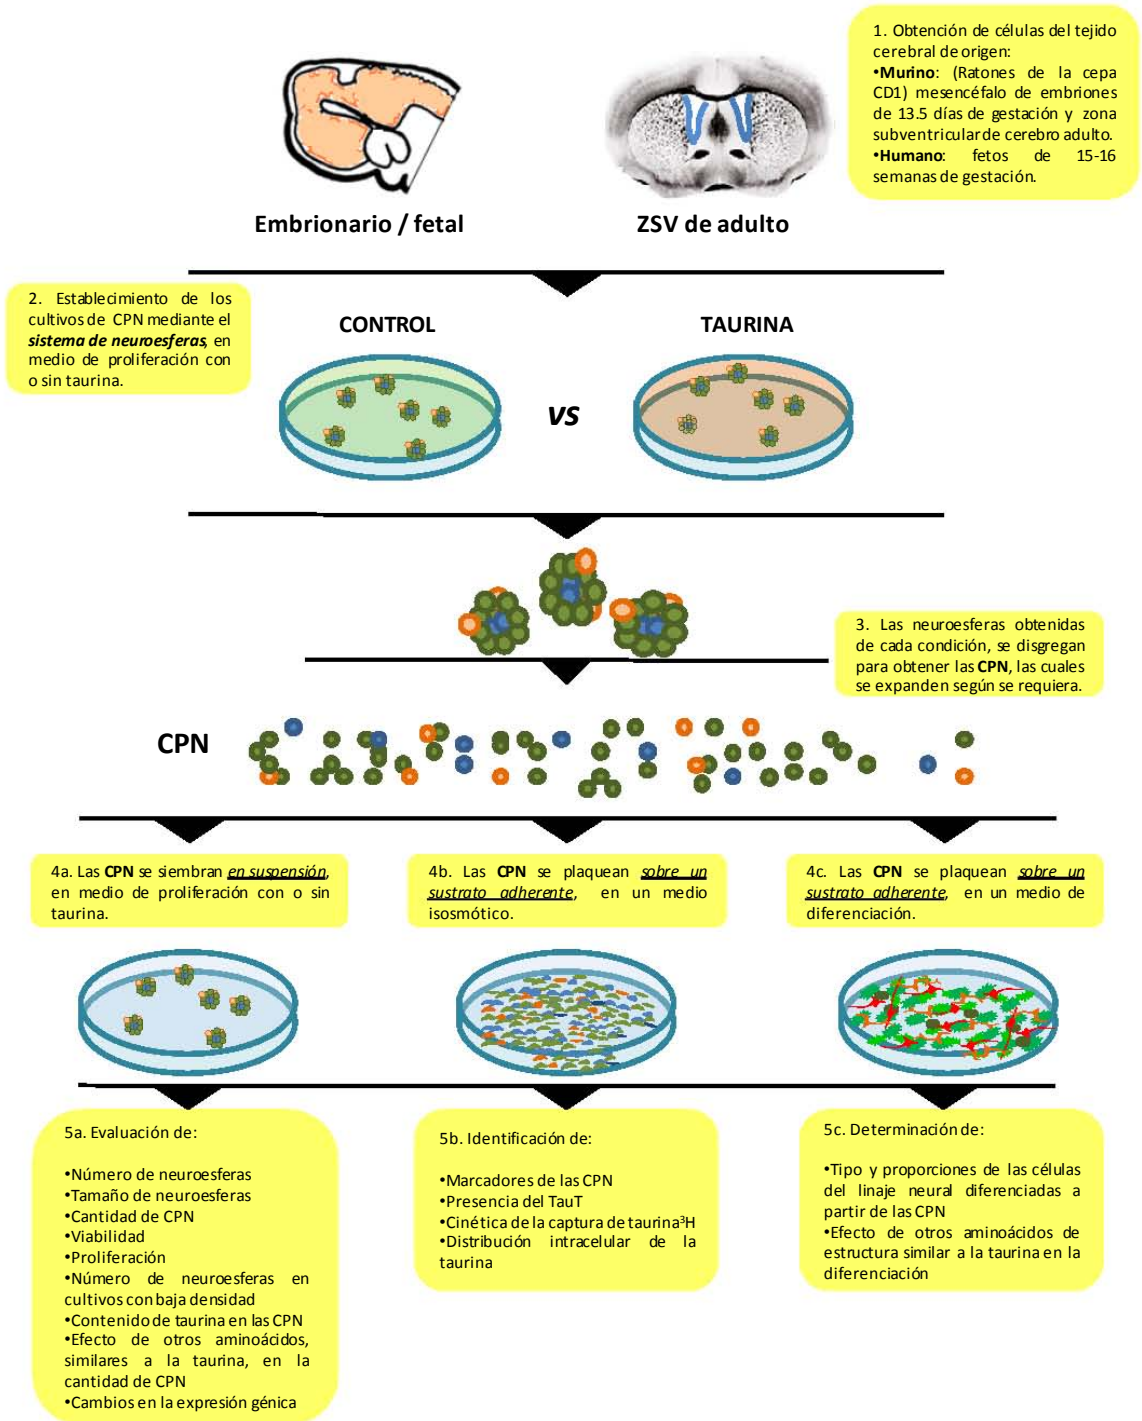 1. Obtención de células del tejido
cerebral de origen:
•Murino: (Ratones de la cepa
CD1) mesencéfalo de embriones
de 13.5 días de gestación y zona
subventricular de cerebro adulto.
•Humano: fetos de 15-16
semanas de gestación.
Embrionario / fetal
ZSV de adulto
2. Establecimiento de los
cultivos de CPN mediante el
sistema de neuroesferas, en
medio de proliferación con
o sin taurina.
CONTROL
TAURINA
vs
3. Las neuroesferas obtenidas
de cada condición, se disgregan
para obtener las CPN, las cuales
se expanden según se requiera.
CPN
4a. Las CPN se siembran en suspensión,
en medio de proliferación con o sin
taurina.
4b. Las CPN se plaquean sobre un
sustrato adherente, en un medio
isosmótico.
4c. Las CPN se plaquean sobre un
sustrato adherente, en un medio de
diferenciación.
5a. Evaluación de:
•Número de neuroesferas
•Tamaño de neuroesferas
•Cantidad de CPN
•Viabilidad
•Proliferación
•Número de neuroesferas en
cultivos con baja densidad
•Contenido de taurina en las CPN
•Efecto de otros aminoácidos,
similares a la taurina, en la
cantidad de CPN
•Cambios en la expresión génica
5b. Identificación de:
•Marcadores de las CPN
•Presencia del TauT
•Cinética de la captura de taurina³H
•Distribución intracelular de la
taurina
5c. Determinación de:
•Tipo y proporciones de las células
del linaje neural diferenciadas a
partir de las CPN
•Efecto de otros aminoácidos de
estructura similar a la taurina en la
diferenciación